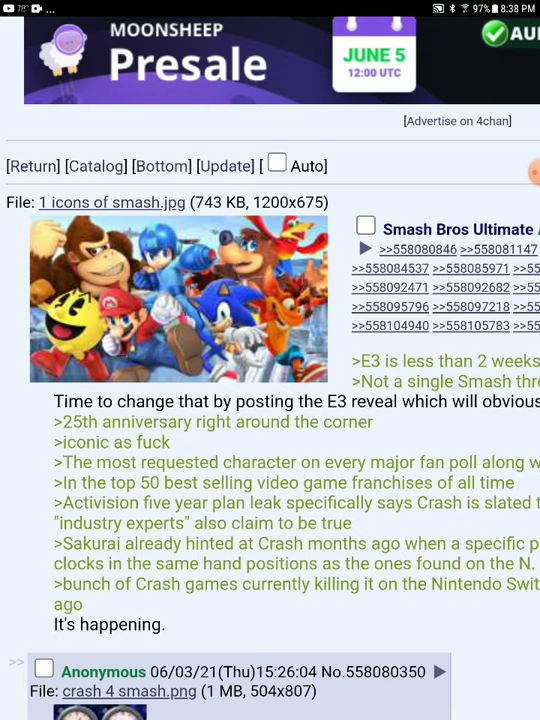 78° ... 97% 8:38 PM
MOONSHEEP
Presale
JUNE 5
12:00 UTC
AU
[Advertise on 4chan]
[Return] [Catalog] [Bottom] [Update] [ Auto]
File: 1 icons of smash.jpg (743 KB, 1200x675)
Smash Bros Ultimate
>>558080846 >>558081147
>>558084537 >>558085971 >>55
>>558092471 >>558092682 >>55
>>558095796 >>558097218 >>55
>>558104940 >>558105783 >>55
>E3 is less than 2 weeks
>Not a single Smash thre
Time to change that by posting the E3 reveal which will obvious
>25th anniversary right around the corner
>iconic as fuck
>The most requested character on every major fan poll along w
>In the top 50 best selling video game franchises of all time
>Activision five year plan leak specifically says Crash is slated t
"industry experts" also claim to be true
>Sakurai already hinted at Crash months ago when a specific p
clocks in the same hand positions as the ones found on the N.
>bunch of Crash games currently killing it on the Nintendo Swit
ago
It's happening.
>> Anonymous 06/03/21(Thu)15:26:04 No.558080350
File: crash 4 smash.png (1 MB, 504x807)